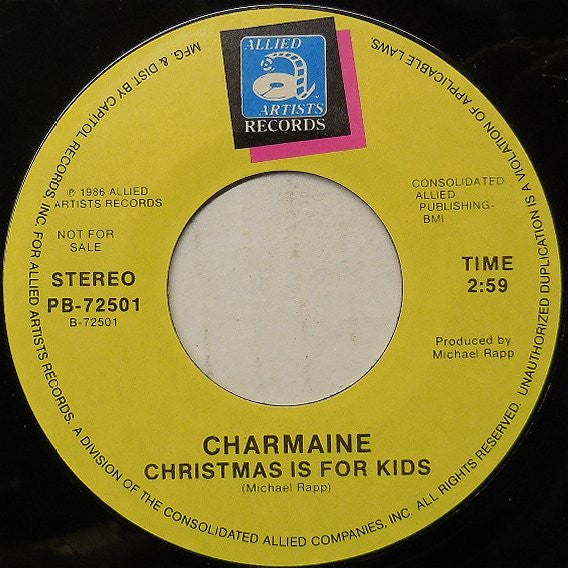 ALLIED
ARTISTS
™
RECORDS
℗ 1986 ALLIED
ARTISTS RECORDS
NOT FOR
SALE
STEREO
PB-72501
B-72501
CONSOLIDATED
ALLIED
PUBLISHING-
BMI
TIME
2:59
Produced by
Michael Rapp
CHARMAINE
CHRISTMAS IS FOR KIDS
(Michael Rapp)
MFG. & DIST BY CAPITOL RECORDS, INC. FOR ALLIED ARTISTS RECORDS. A DIVISION OF THE CONSOLIDATED ALLIED COMPANIES, INC. ALL RIGHTS RESERVED. UNAUTHORIZED DUPLICATION IS A VIOLATION OF APPLICABLE LAWS.